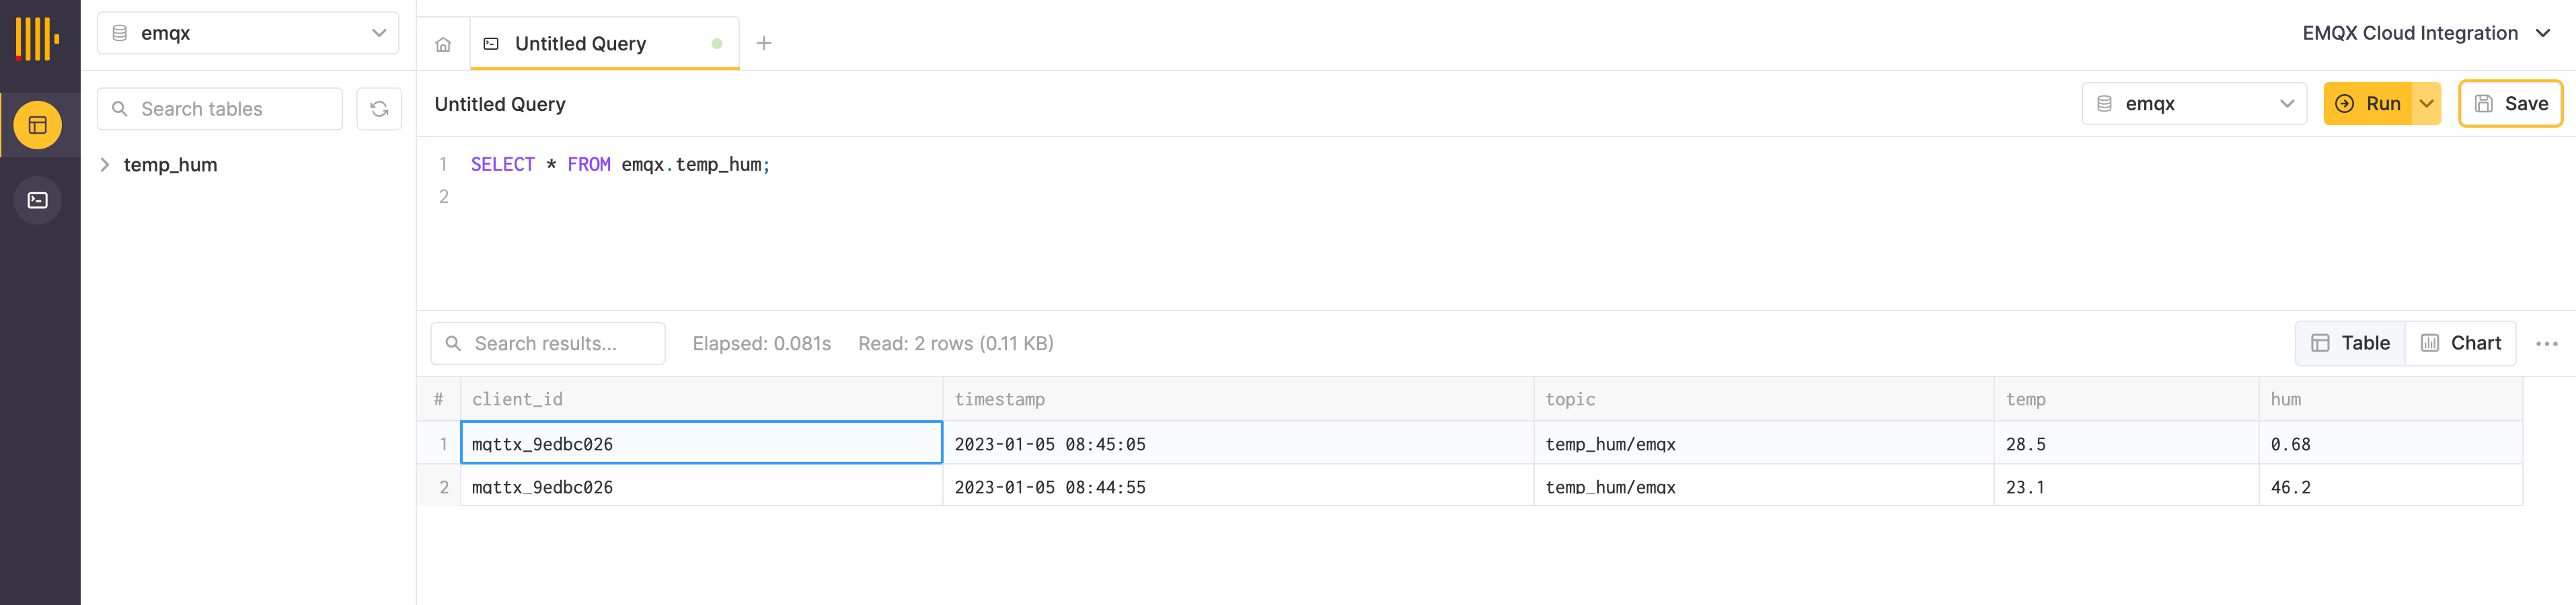 emqx
Untitled Query
EMQX Cloud Integration
Search tables
Untitled Query
emqx
Run
Save
temp_hum
1 SELECT * FROM emqx.temp_hum;
2
Search results...
Elapsed: 0.081s
Read: 2 rows (0.11 KB)
Table
Chart
# client_id timestamp topic temp hum
1 mqttx_9edbc026 2023-01-05 08:45:05 temp_hum/emqx 28.5 0.68
2 mqttx_9edbc026 2023-01-05 08:44:55 temp_hum/emqx 23.1 46.2